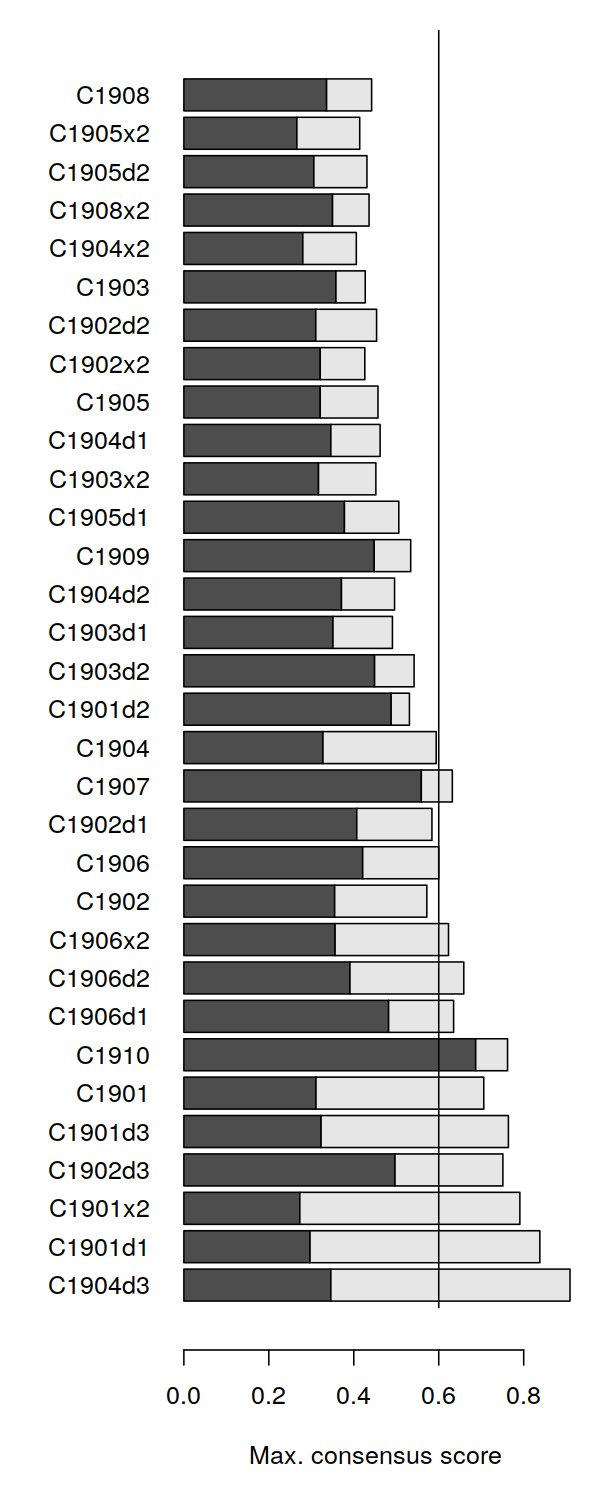 C1908
C1905x2
C1905d2
C1908x2
C1904x2
C1903
C1902d2
C1902x2
C1905
C1904d1
C1903x2
C1905d1
C1909
C1904d2
C1903d1
C1903d2
C1901d2
C1904
C1907
C1902d1
C1906
C1902
C1906x2
C1906d2
C1906d1
C1910
C1901
C1901d3
C1902d3
C1901x2
C1901d1
C1904d3
0.0 0.2 0.4 0.6 0.8
Max. consensus score